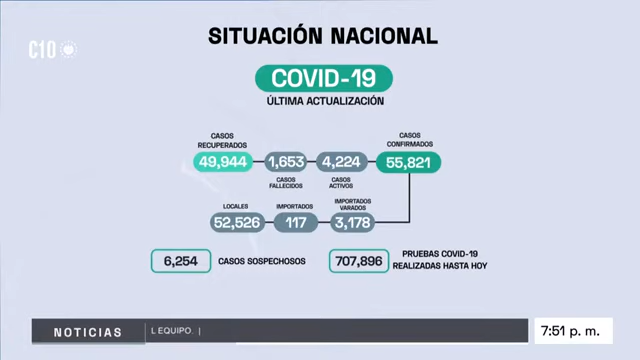 C10
SITUACIÓN NACIONAL
COVID-19
ÚLTIMA ACTUALIZACIÓN
CASOS
RECUPERADOS
CASOS
CONFIRMADOS
49,944
1,653
4,224
55,821
CASOS
FALLECIDOS
CASOS
ACTIVOS
LOCALES
IMPORTADOS
IMPORTADOS
VARADOS
52,526
117
3,178
6,254
CASOS SOSPECHOSOS
707,896
PRUEBAS COVID-19
REALIZADAS HASTA HOY
NOTICIAS
L EQUIPO. |
7:51 p. m.